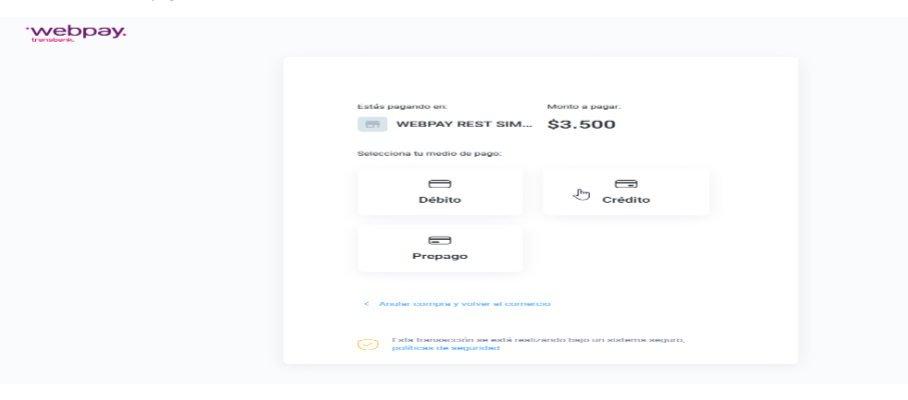 webpay.
transbank.
Estás pagando en:
Monto a pagar:
WEBPAY REST SIM...
$3.500
Selecciona tu medio de pago:
Débito
Crédito
Prepago
< Anular compra y volver al comercio
Esta transacción se está realizando bajo un sistema seguro,
políticas de seguridad